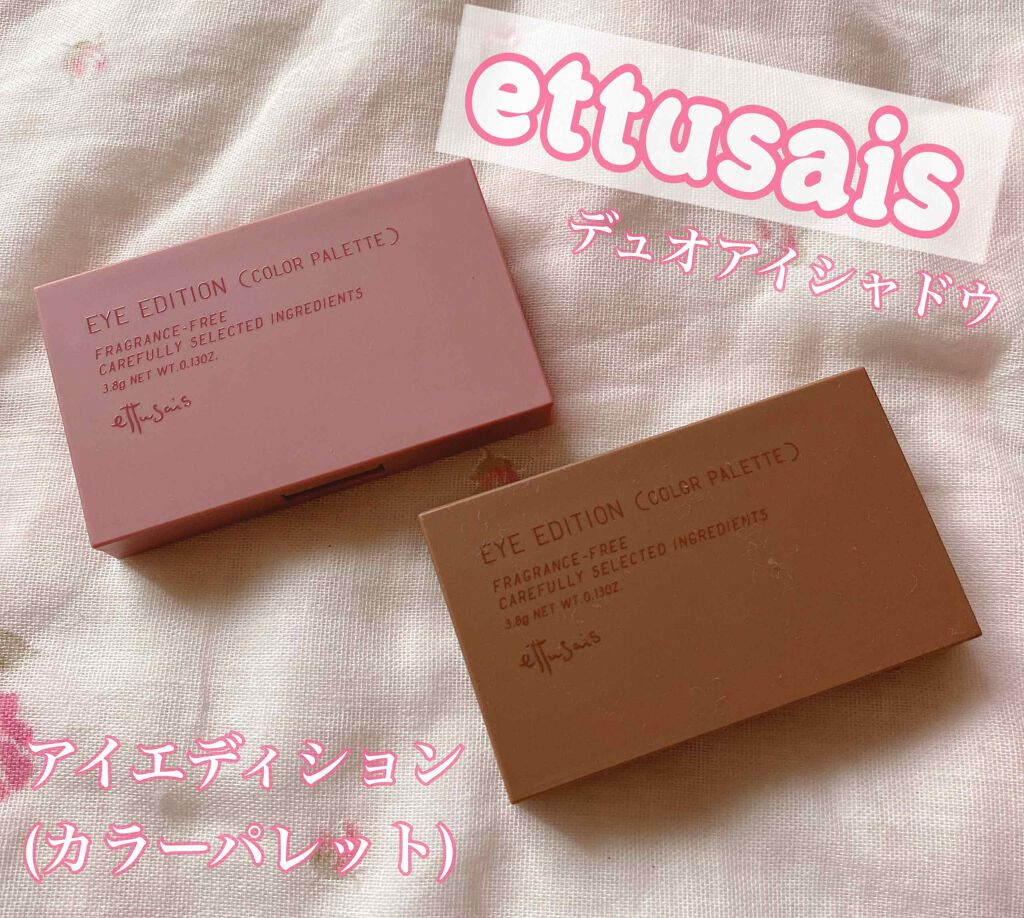 ettusais
デュオアイシャドウ
EYE EDITION (COLOR PALETTE)
FRAGRANCE-FREE
CAREFULLY SELECTED INGREDIENTS
3.8g NET WT.0.13OZ.
ettusais
EYE EDITION (COLOR PALETTE)
FRAGRANCE-FREE
CAREFULLY SELECTED INGREDIENTS
3.8g NET WT.0.13OZ.
ettusais
アイエディション
(カラーパレット)